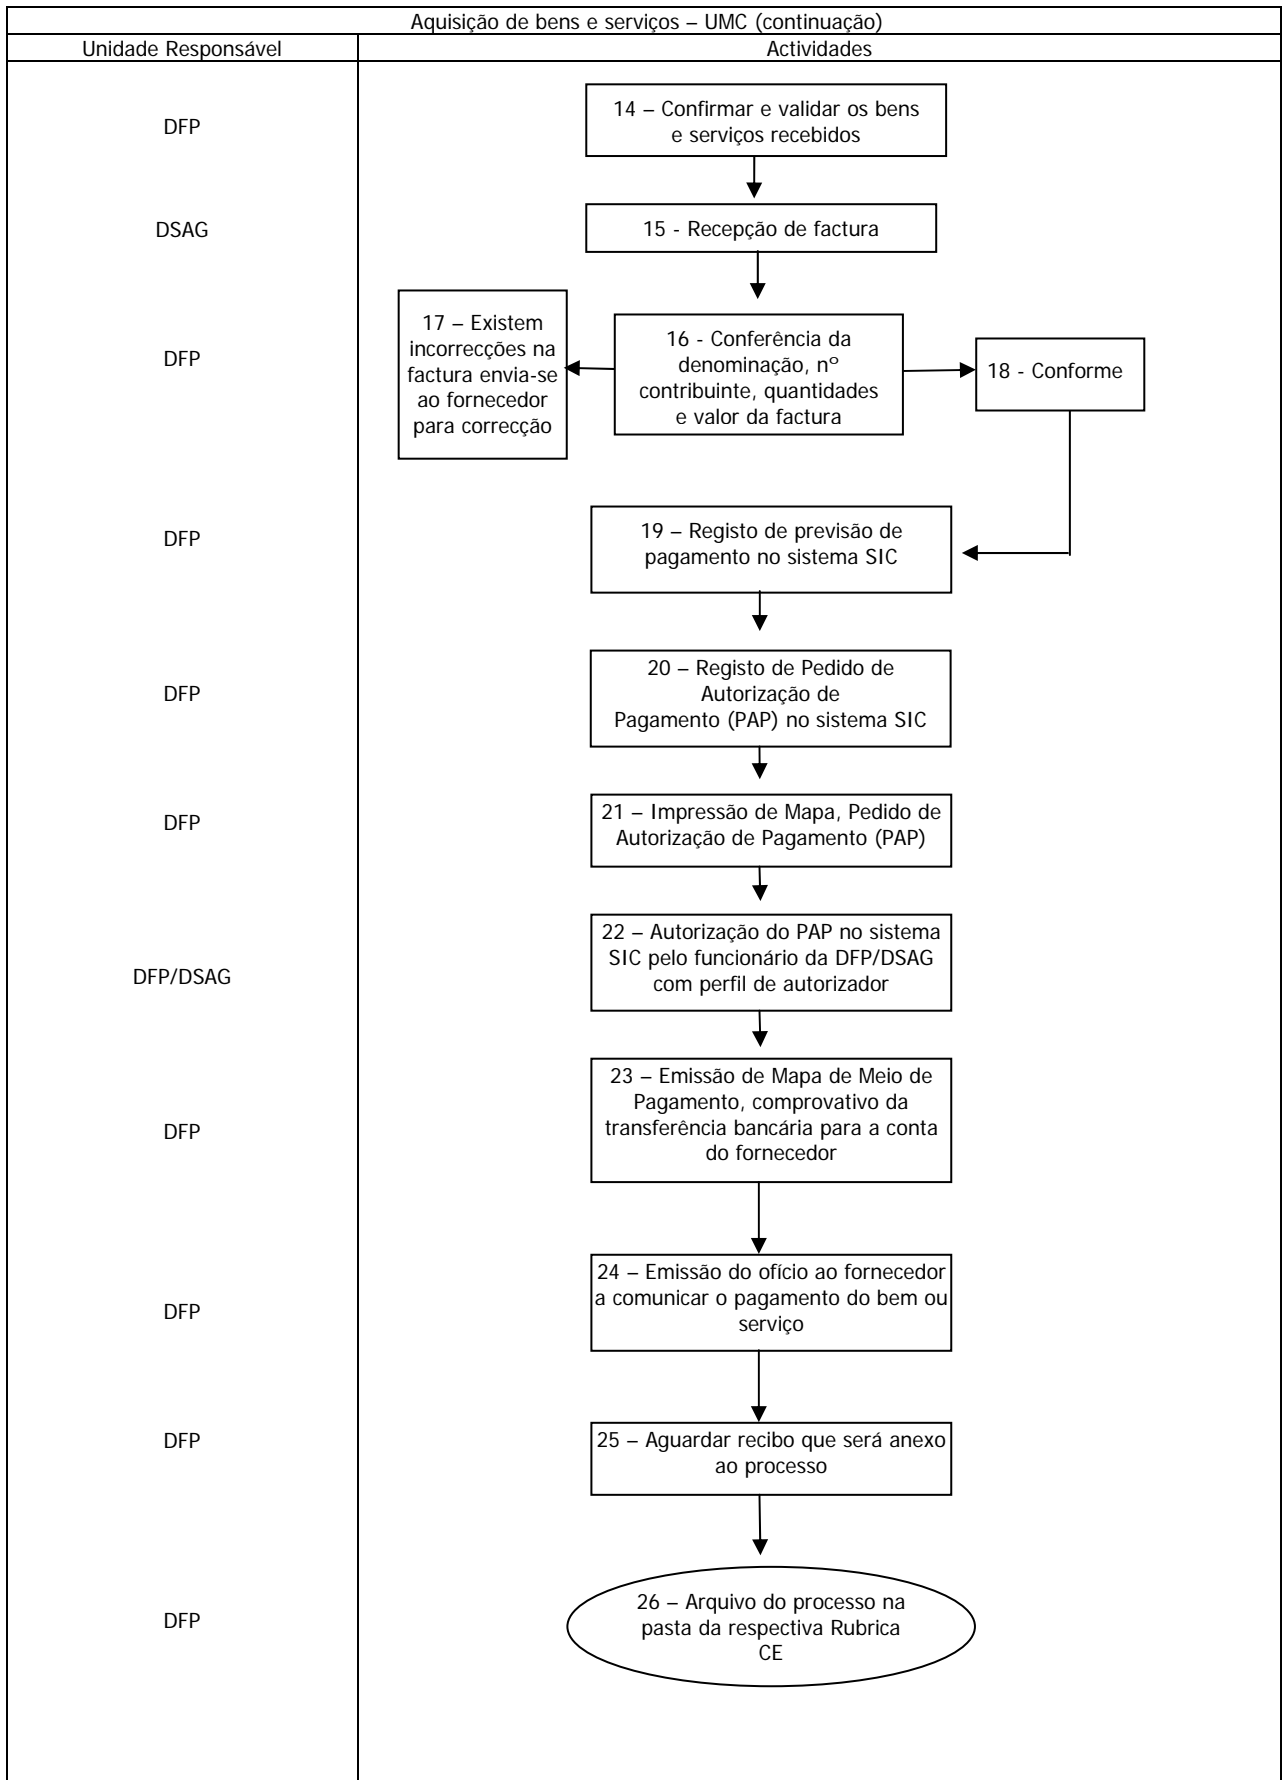 Aquisição de bens e serviços – UMC (continuação)
Unidade Responsável
Actividades
DFP
14 – Confirmar e validar os bens
e serviços recebidos
DSAG
15 - Recepção de factura
DFP
17 – Existem
incorrecções na
factura envia-se
ao fornecedor
para correcção
16 - Conferência da
denominação, nº
contribuinte, quantidades
e valor da factura
18 - Conforme
DFP
19 – Registo de previsão de
pagamento no sistema SIC
DFP
20 – Registo de Pedido de
Autorização de
Pagamento (PAP) no sistema SIC
DFP
21 – Impressão de Mapa, Pedido de
Autorização de Pagamento (PAP)
DFP/DSAG
22 – Autorização do PAP no sistema
SIC pelo funcionário da DFP/DSAG
com perfil de autorizador
DFP
23 – Emissão de Mapa de Meio de
Pagamento, comprovativo da
transferência bancária para a conta
do fornecedor
DFP
24 – Emissão do ofício ao fornecedor
a comunicar o pagamento do bem ou
serviço
DFP
25 – Aguardar recibo que será anexo
ao processo
DFP
26 – Arquivo do processo na
pasta da respectiva Rubrica
CE